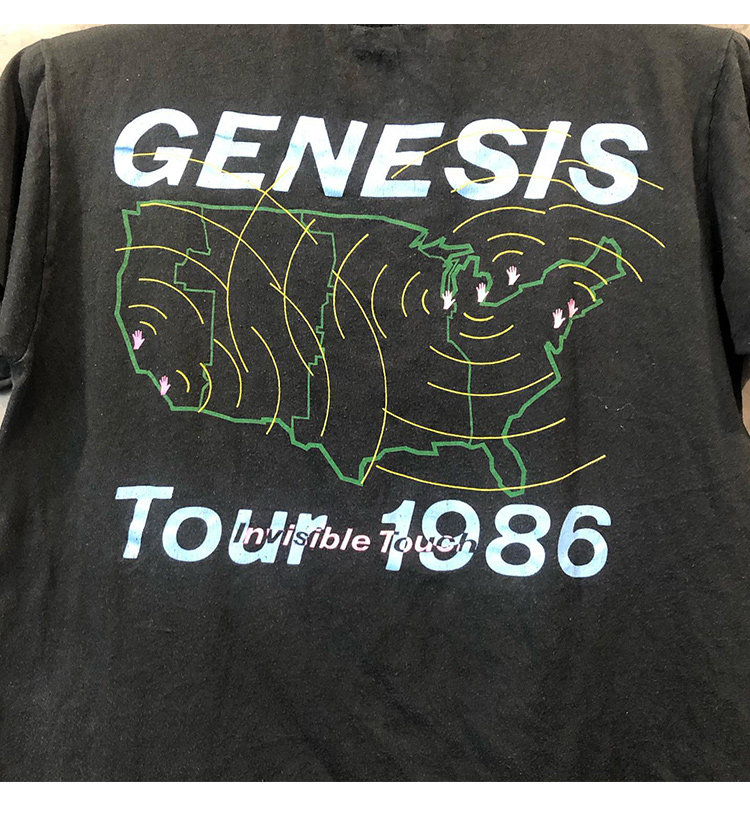 GENESIS
Tour 1986
Invisible Touch